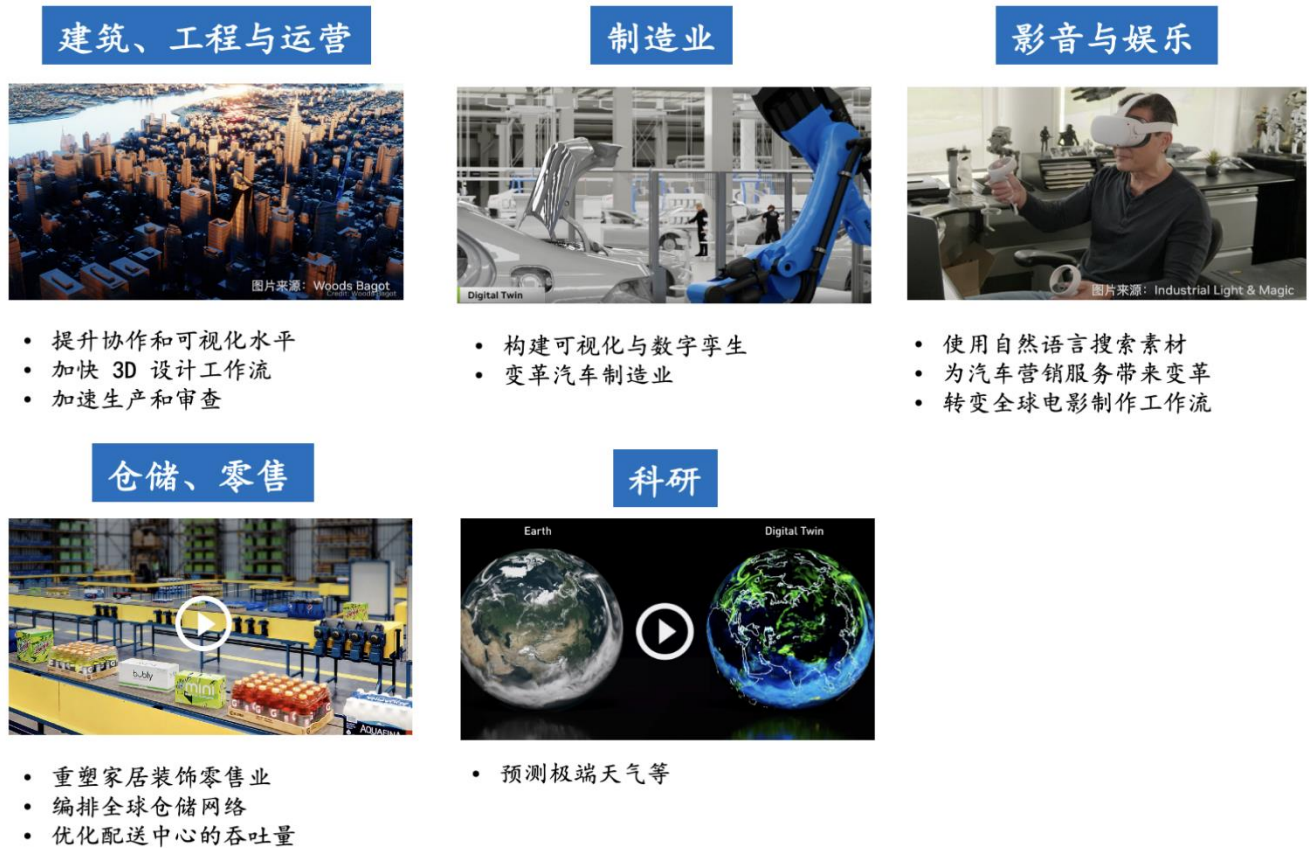 建筑、工程与运营
制造业
影音与娱乐
图片来源：Woods Bagot
Credit: Woods Bagot
Digital Twin
图片来源：Industrial Light & Magic
• 提升协作和可视化水平
• 加快 3D 设计工作流
• 加速生产和审查
• 构建可视化与数字孪生
• 变革汽车制造业
• 使用自然语言搜索素材
• 为汽车营销服务带来变革
• 转变全球电影制作工作流
仓储、零售
科研
bubly
mini
AQUAFINA
Earth
Digital Twin
• 重塑家居装饰零售业
• 编排全球仓储网络
• 优化配送中心的吞吐量
• 预测极端天气等